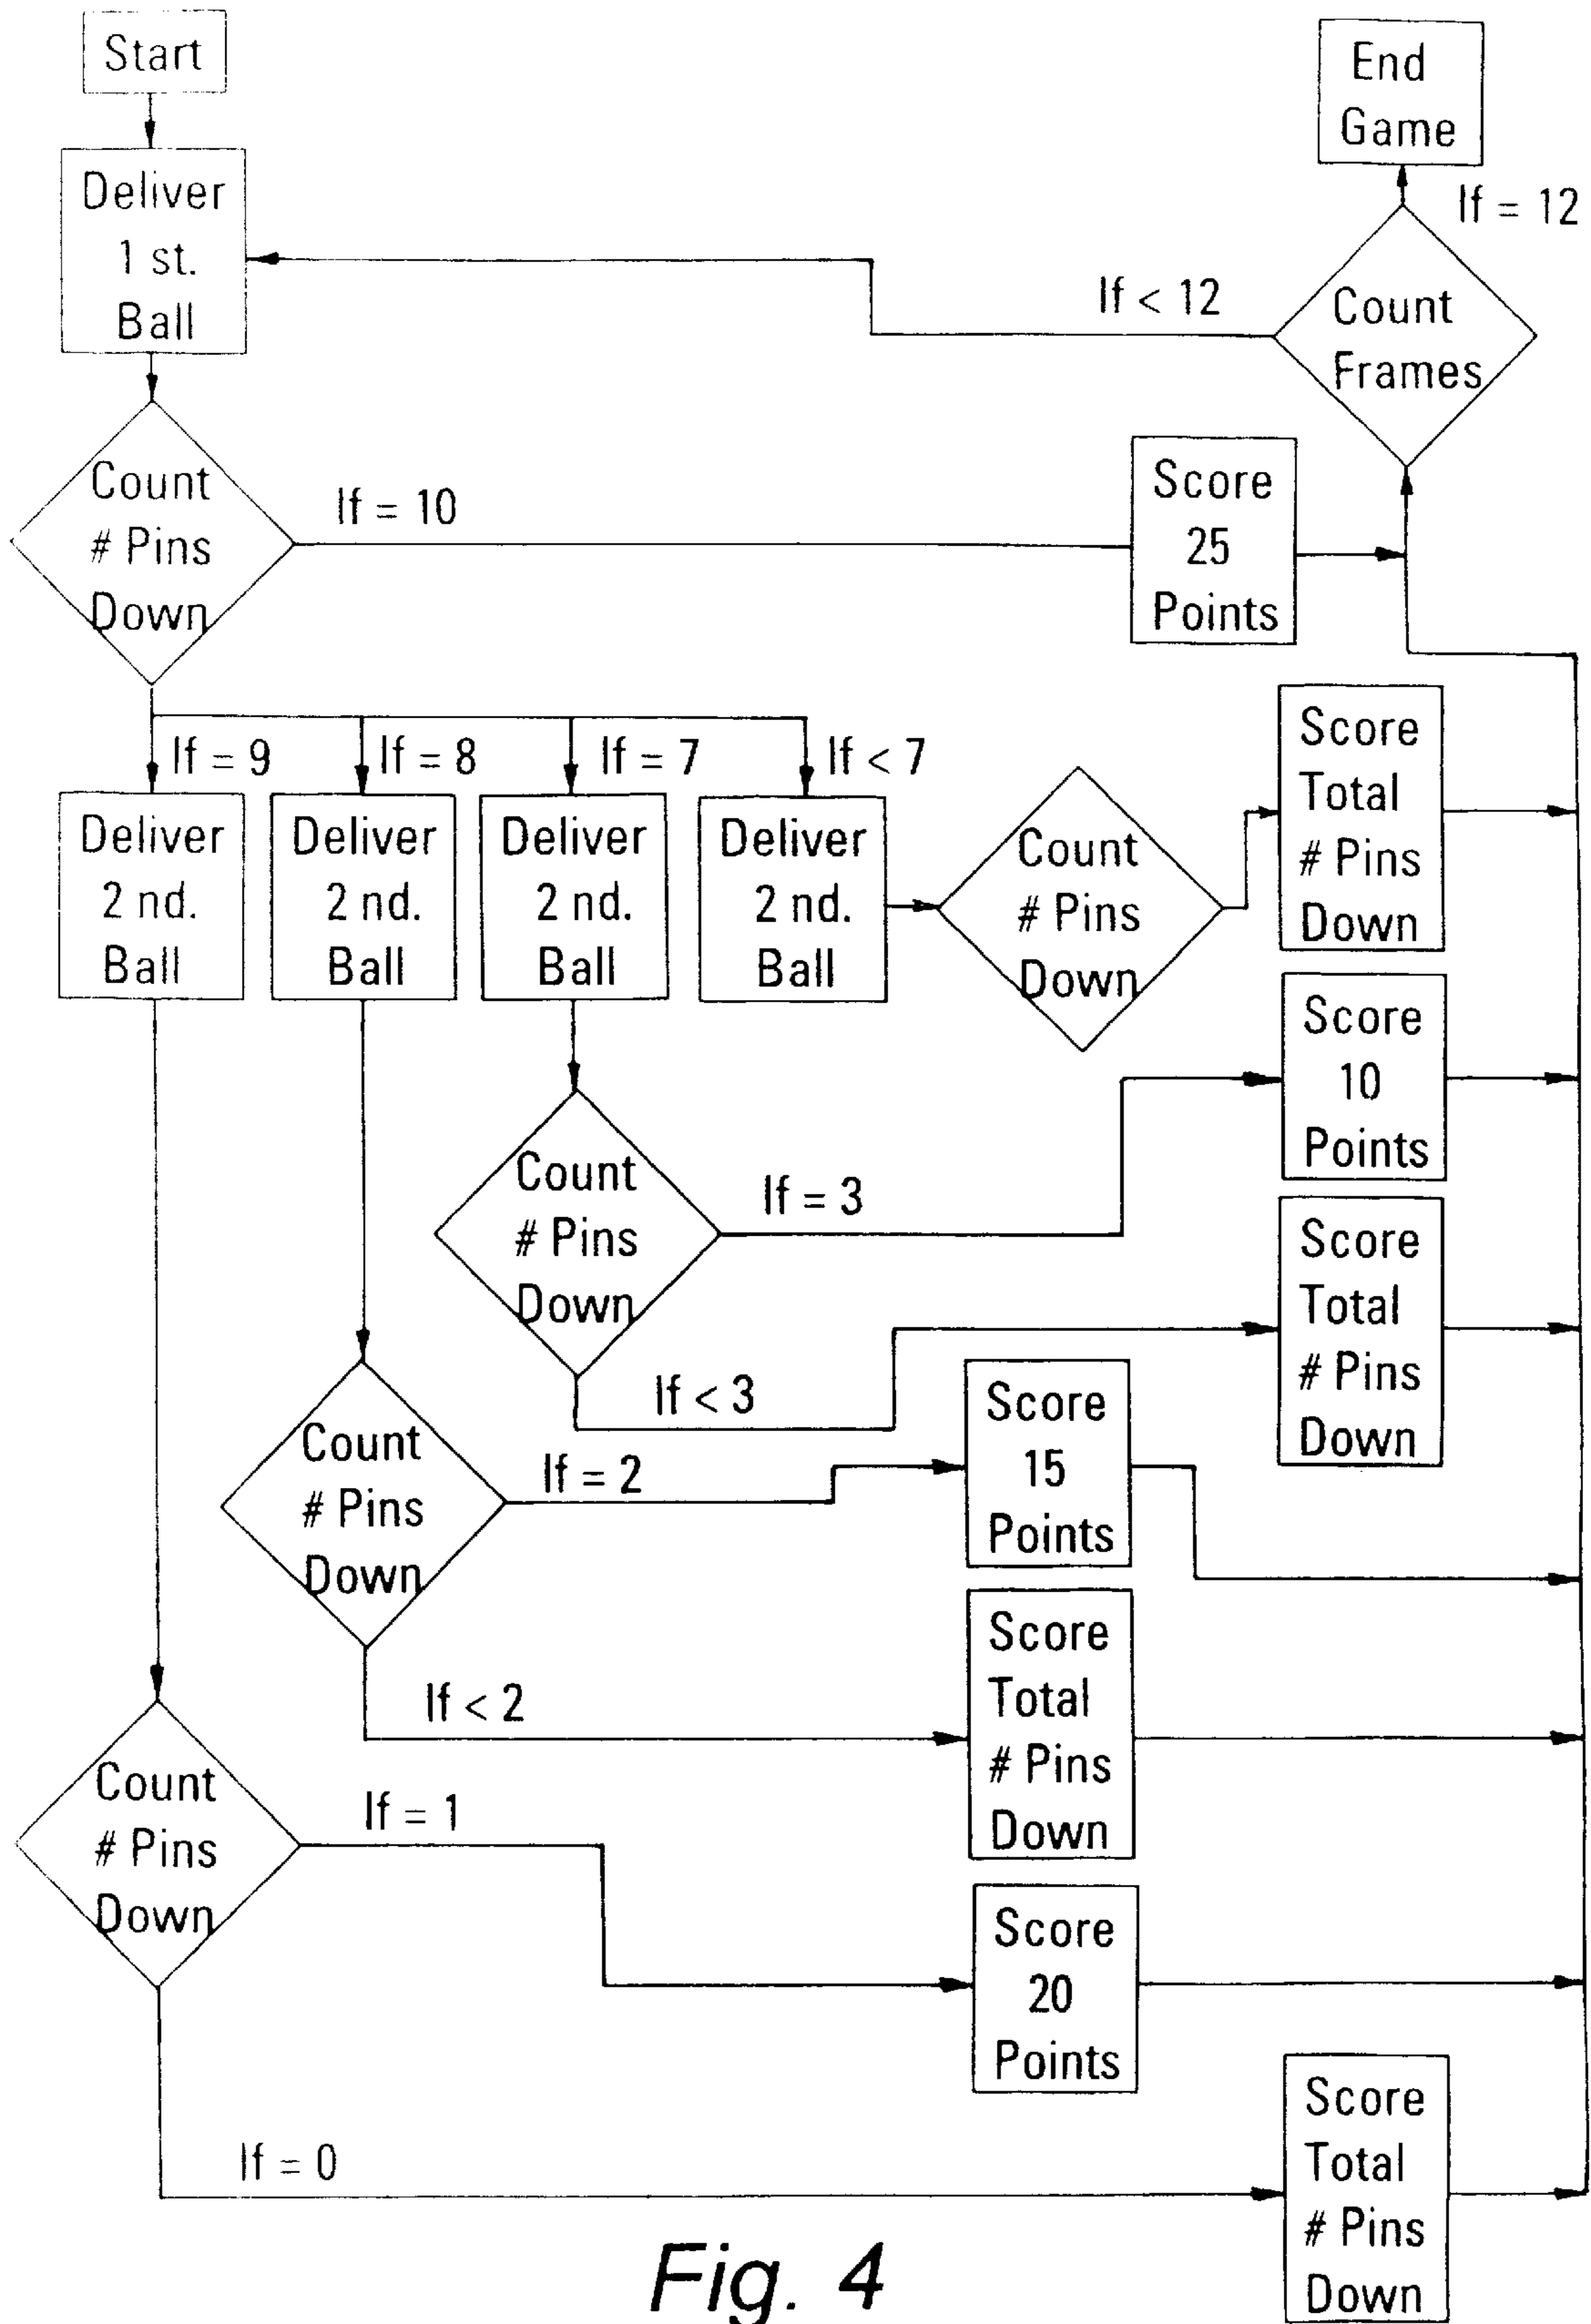 Start
Deliver
1 st.
Ball
Count
# Pins
Down
If = 10
Score
25
Points
If < 12
Count
Frames
If = 12
End
Game
If = 9
If = 8
If = 7
If < 7
Deliver
2 nd.
Ball
Deliver
2 nd.
Ball
Deliver
2 nd.
Ball
Deliver
2 nd.
Ball
Count
# Pins
Down
Score
Total
# Pins
Down
Count
# Pins
Down
If = 3
Score
10
Points
If < 3
Score
Total
# Pins
Down
Count
# Pins
Down
If = 2
Score
15
Points
If < 2
Score
Total
# Pins
Down
Count
# Pins
Down
If = 1
Score
20
Points
If = 0
Score
Total
# Pins
Down
Fig. 4